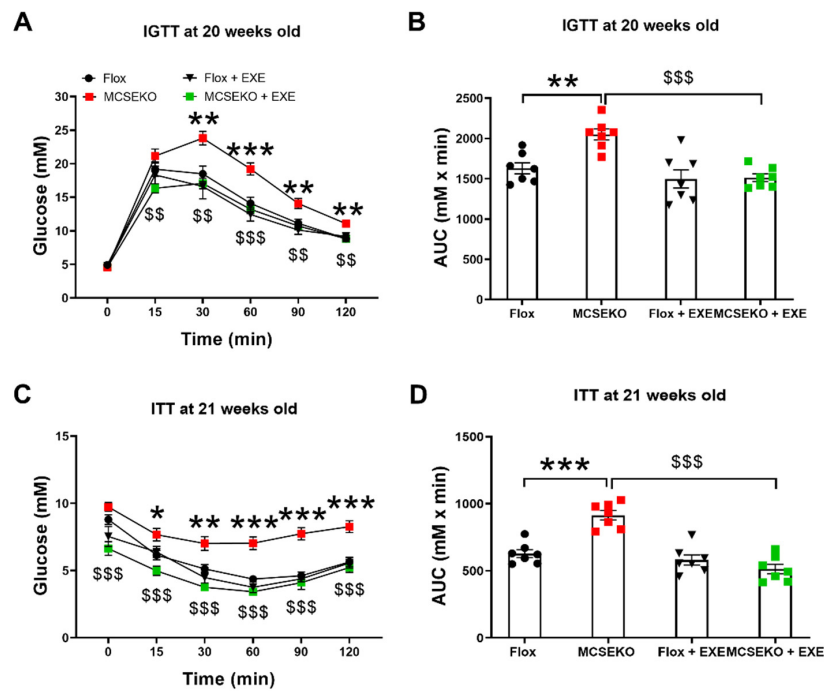 A
IGTT at 20 weeks old
Flox
Flox + EXE
MCSEKO
MCSEKO + EXE
30
25
20
15
10
5
0
Glucose (mM)
**
***
**
**
$$
$$
$$$
$$
$$
0 15 30 60 90 120
Time (min)
B
IGTT at 20 weeks old
**
$$$
2500
2000
1500
1000
500
0
AUC (mM x min)
Flox MCSEKO Flox + EXE MCSEKO + EXE
C
ITT at 21 weeks old
15
10
5
0
Glucose (mM)
*
**
***
***
***
$$$
$$$
$$$
$$$
$$$
$$$
0 15 30 60 90 120
Time (min)
D
ITT at 21 weeks old
***
$$$
1500
1000
500
0
AUC (mM x min)
Flox MCSEKO Flox + EXE MCSEKO + EXE